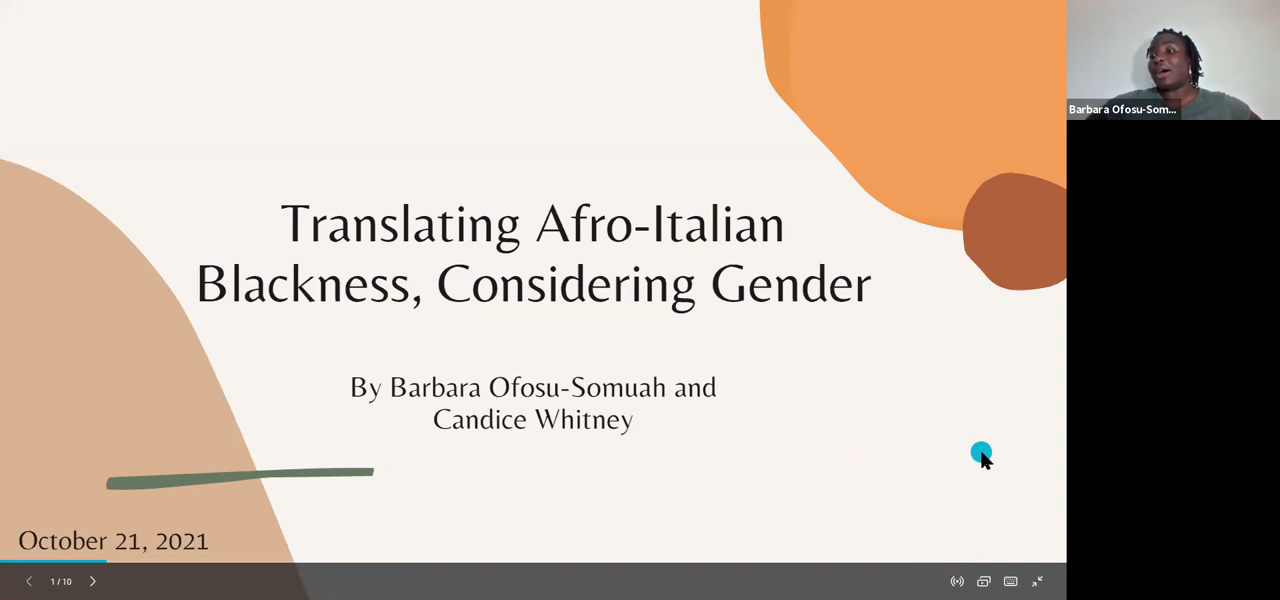 Translating Afro-Italian
Blackness, Considering Gender
By Barbara Ofosu-Somuah and
Candice Whitney
October 21, 2021
1 / 10
Barbara Ofosu-Som...